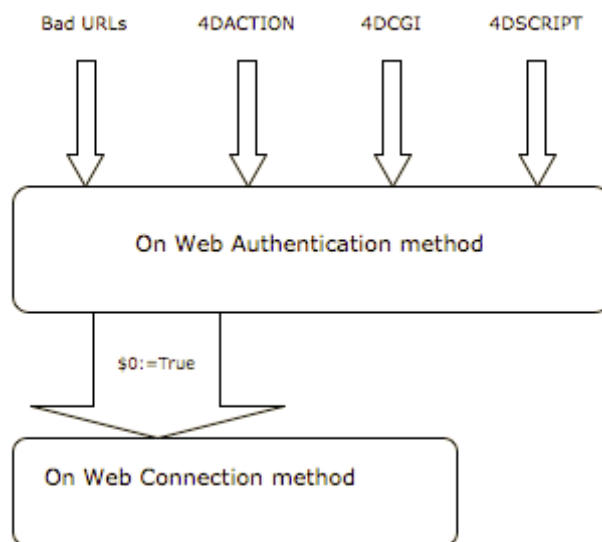 Bad URLs 4DACTION 4DCGI 4DSCRIPT
On Web Authentication method
$0:=True
On Web Connection method